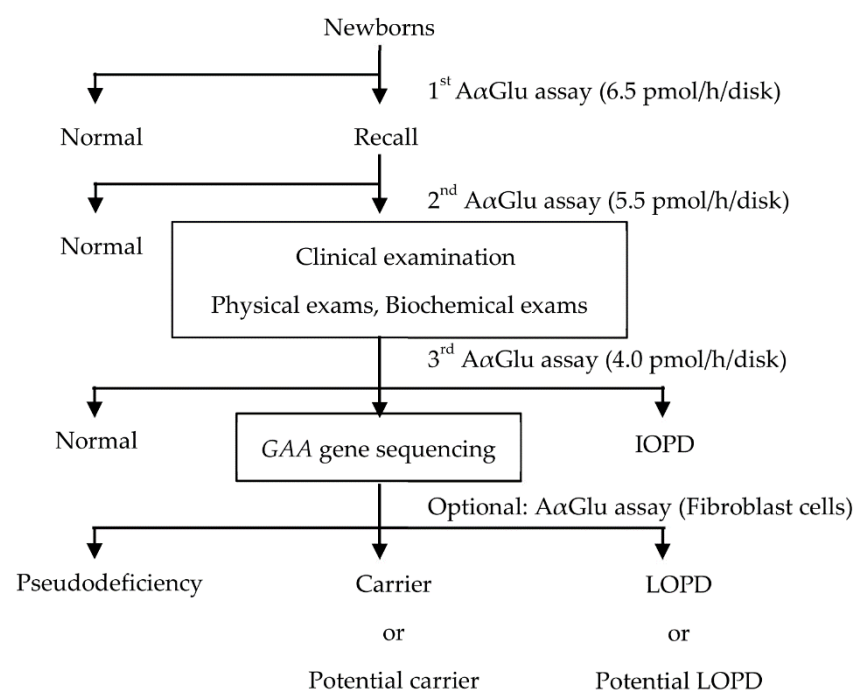 Newborns
1st AαGlu assay (6.5 pmol/h/disk)
Normal Recall
2nd AαGlu assay (5.5 pmol/h/disk)
Normal
Clinical examination
Physical exams, Biochemical exams
3rd AαGlu assay (4.0 pmol/h/disk)
Normal GAA gene sequencing IOPD
Optional: AαGlu assay (Fibroblast cells)
Pseudodeficiency Carrier LOPD
or or
Potential carrier Potential LOPD